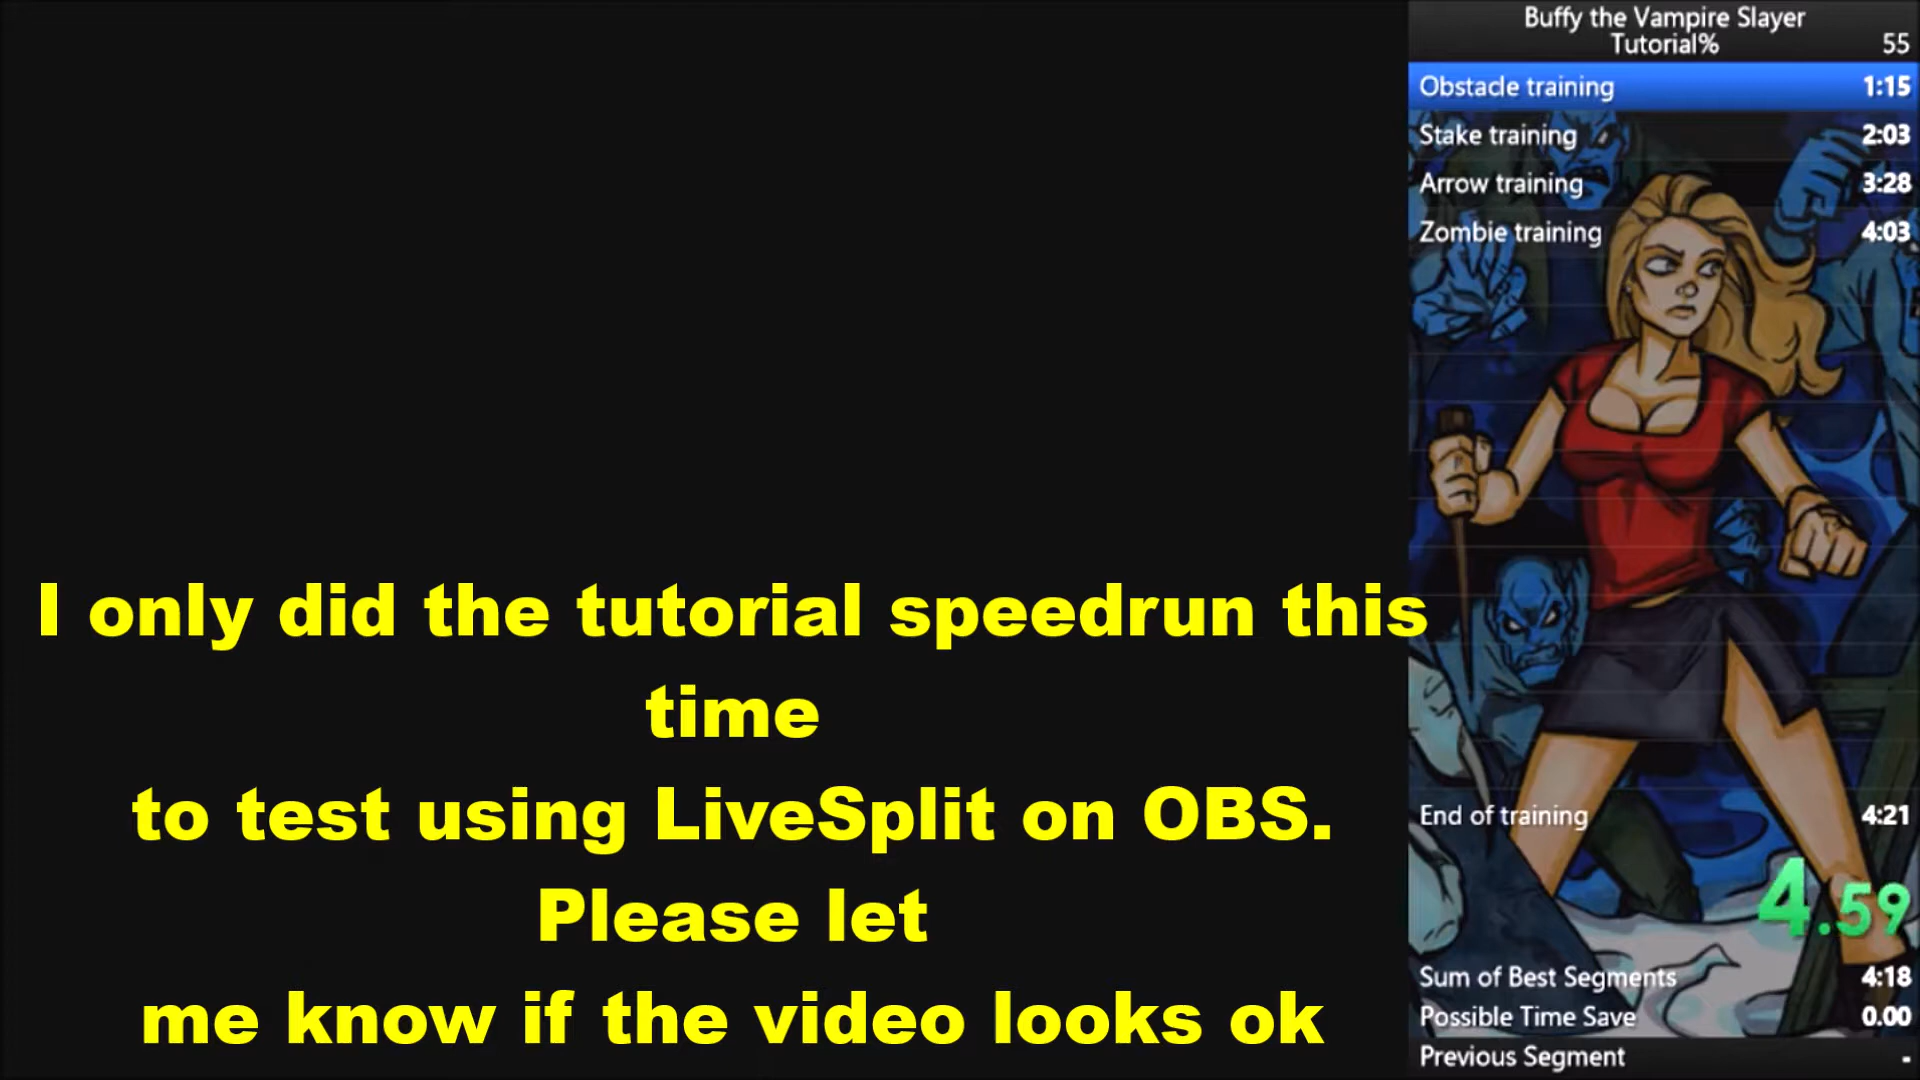 Buffy the Vampire Slayer
Tutorial% 55
Obstacle training 1:15
Stake training 2:03
Arrow training 3:28
Zombie training 4:03
I only did the tutorial speedrun this
time
to test using LiveSplit on OBS.
Please let
me know if the video looks ok
End of training 4:21
4.59
Sum of Best Segments 4:18
Possible Time Save 0.00
Previous Segment -